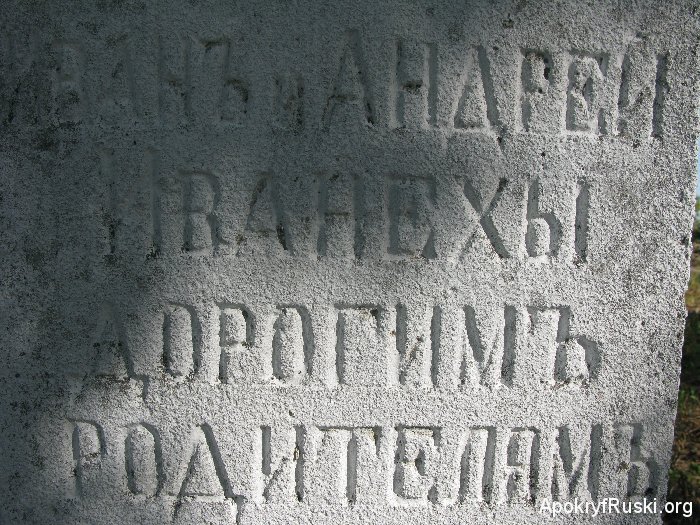 Иванъ и Андрей
Иванехы
дорогимъ
родителямъ
ApokryfRuski.org